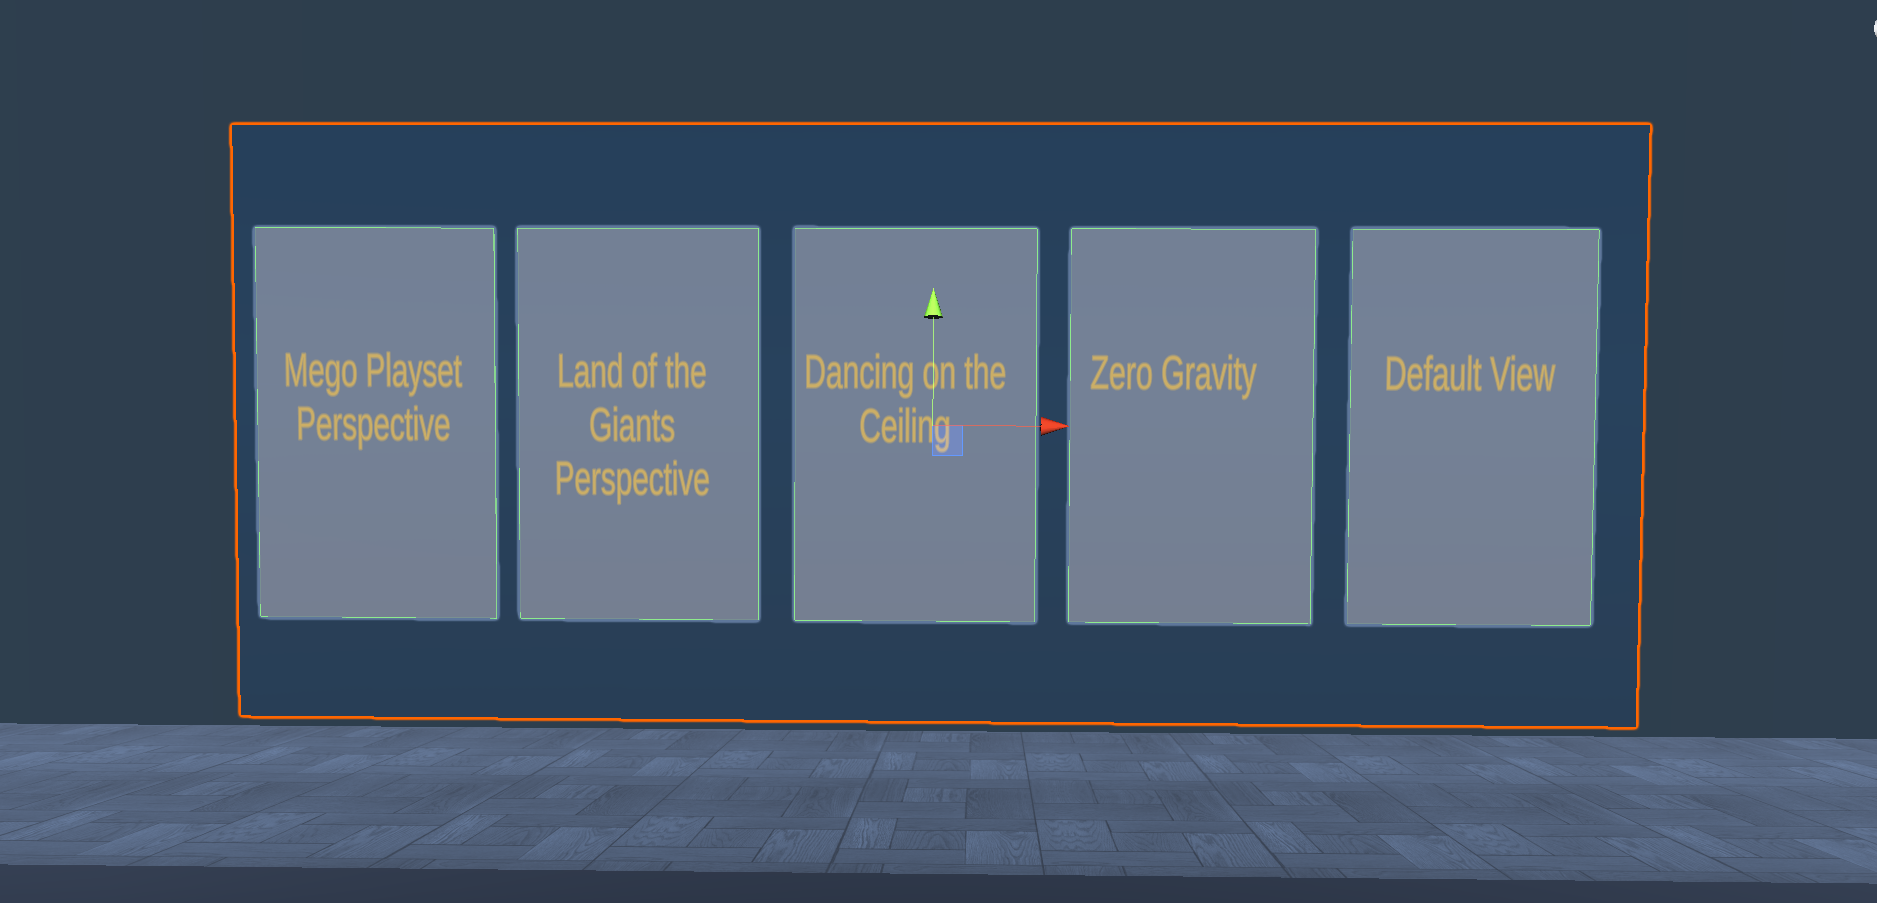 Mego Playset
Perspective
Land of the
Giants
Perspective
Dancing on the
Ceiling
Zero Gravity
Default View